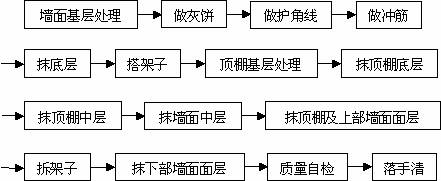 墙面基层处理 做灰饼 做护角线 做冲筋
抹底层 搭架子 顶棚基层处理 抹顶棚底层
抹顶棚中层 抹墙面中层 抹顶棚及上部墙面面层
拆架子 抹下部墙面面层 质量自检 落手清